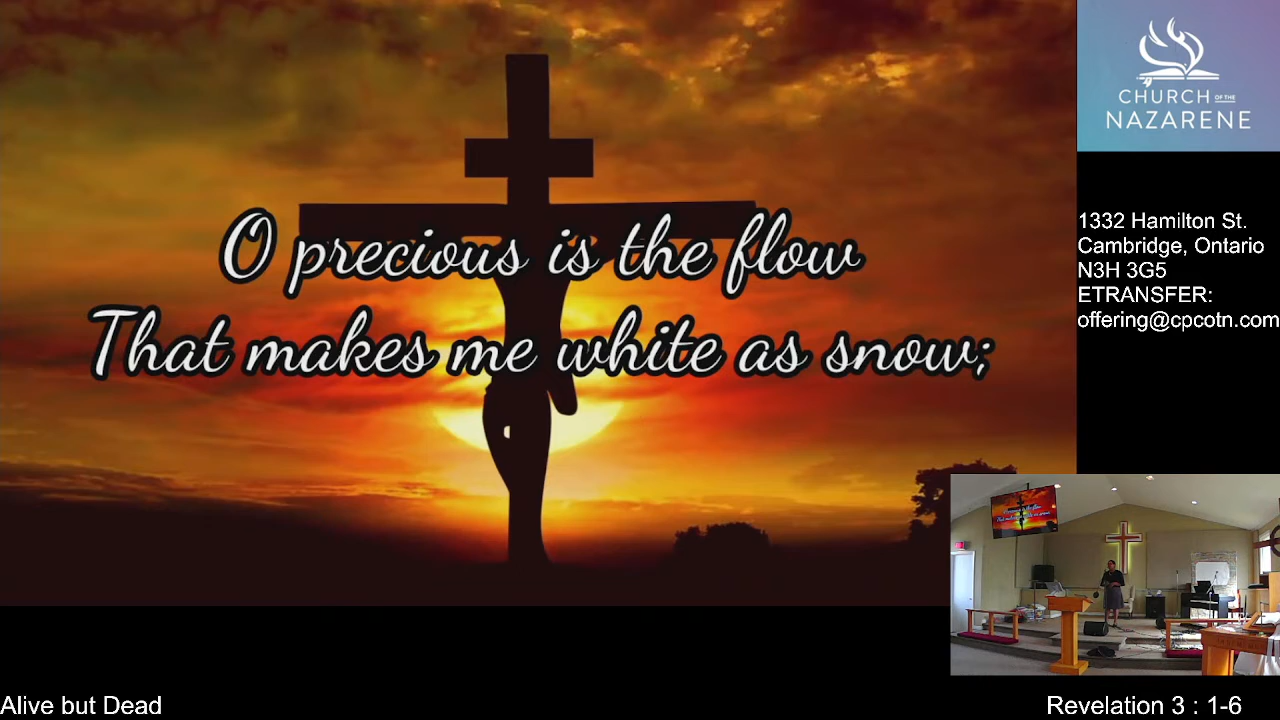 O precious is the flow
That makes me white as snow;
CHURCH OF THE
NAZARENE
1332 Hamilton St.
Cambridge, Ontario
N3H 3G5
ETRANSFER:
offering@cpcotn.com
Alive but Dead
Revelation 3 : 1-6